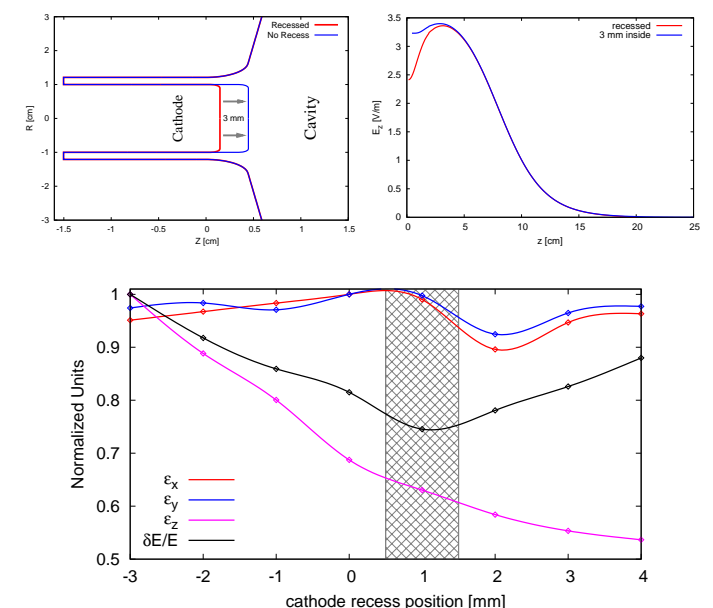 3
2
1
0
-1
-2
-3
R [cm]
-1.5
-1
-0.5
0
0.5
1
1.5
Z [cm]
Recessed
No Recess
Cathode
3 mm
Cavity
3.5
3.0
2.5
2.0
1.5
1.0
0.5
0
E_z [V/m]
0
5
10
15
20
25
z [cm]
recessed
3 mm inside
1
0.9
0.8
0.7
0.6
0.5
Normalized Units
ε_x
ε_y
ε_z
δE/E
-3
-2
-1
0
1
2
3
4
cathode recess position [mm]